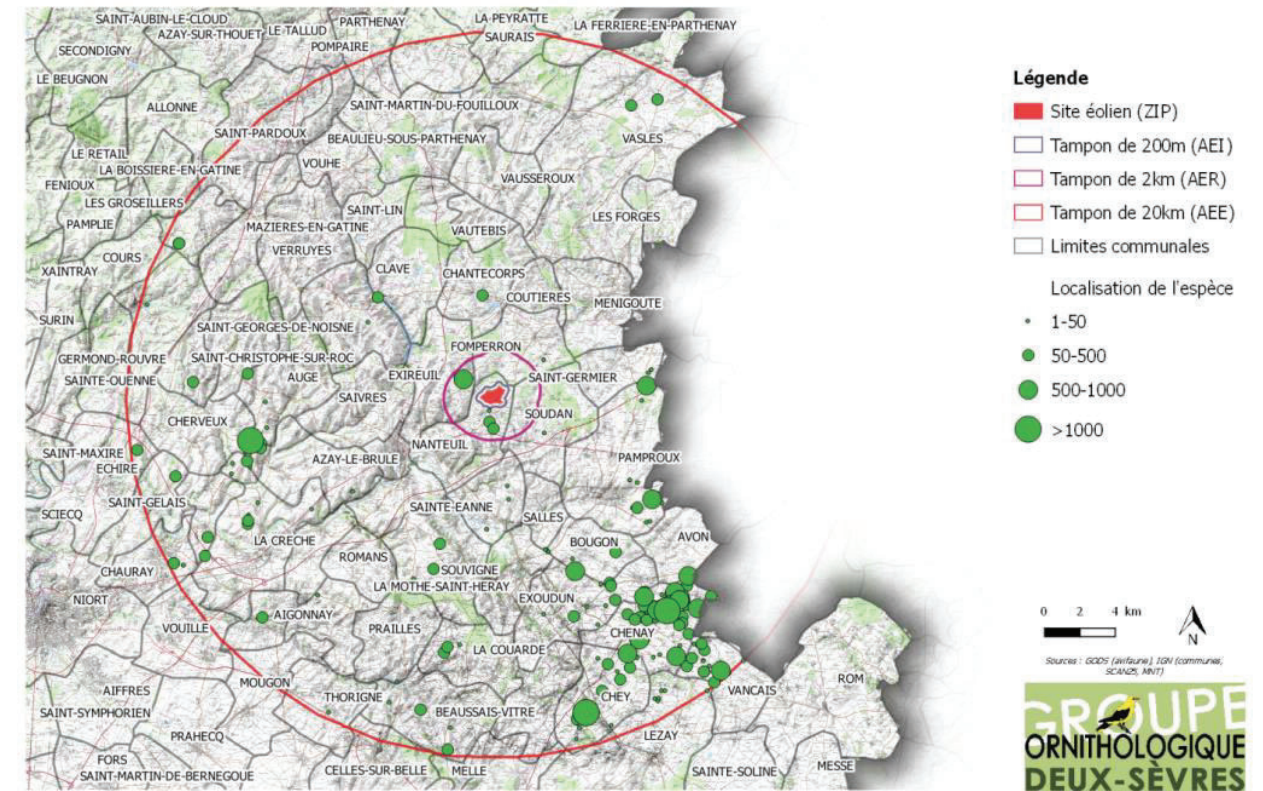 SAINT-AUBIN-LE-CLOUD
PARTHENAY
LA PEYRATTE
LA FERRIERE-EN-PARTHENAY
AZAY-SUR-THOUET
LE TALLUD
SAURAIS
SECONDIGNY
POMPAIRE
LE BEUGNON
ALLONNE
SAINT-MARTIN-DU-FOUILLOUX
SAINT-PARDOUX
BEAULIEU-SOUS-PARTHENAY
VASLES
LE RETAIL
VOUHE
LA BOISSIERE-EN-GATINE
VAUSSEROUX
FENIOUX
LES GROSEILLERS
SAINT-LIN
LES FORGES
PAMPLIE
MAZIERES-EN-GATINE
VAUTEBIS
COURS
VERRUYES
XAINTRAY
CLAVE
CHANTECORPS
COUTIERES
MENIGOUTE
SURIN
SAINT-GEORGES-DE-NOISNE
FOMPERRON
GERMOND-ROUVRE
SAINT-CHRISTOPHE-SUR-ROC
SAINTE-OUENNE
AUGE
EXIREUIL
SAINT-GERMIER
SAIVRES
SOUDAN
CHERVEUX
NANTEUIL
SAINT-MAXIRE
AZAY-LE-BRULE
PAMPROUX
ECHIRE
SAINT-GELAIS
SAINTE-EANNE
SCIECQ
SALLES
LA CRECHE
BOUGON
AVON
ROMANS
CHAURAY
SOUVIGNE
LA MOTHE-SAINT-HERAY
NIORT
EXOUDUN
AIGONNAY
VOUILLE
PRAILLES
CHENAY
LA COUARDE
MOUGON
AIFFRES
THORIGNE
CHEY
VANCAIS
ROM
SAINT-SYMPHORIEN
BEAUSSAIS-VITRE
PRAHECQ
LEZAY
FORS
SAINT-MARTIN-DE-BERNEGOUE
CELLES-SUR-BELLE
MELLE
SAINTE-SOLINE
MESSE
Légende
Site éolien (ZIP)
Tampon de 200m (AEI)
Tampon de 2km (AER)
Tampon de 20km (AEE)
Limites communales
Localisation de l'espèce
1-50
50-500
500-1000
>1000
0 2 4 km
N
Sources : GODS (avifaune), IGN (communes,
SCAN25, MNT)
GROUPE
ORNITHOLOGIQUE
DEUX-SÈVRES